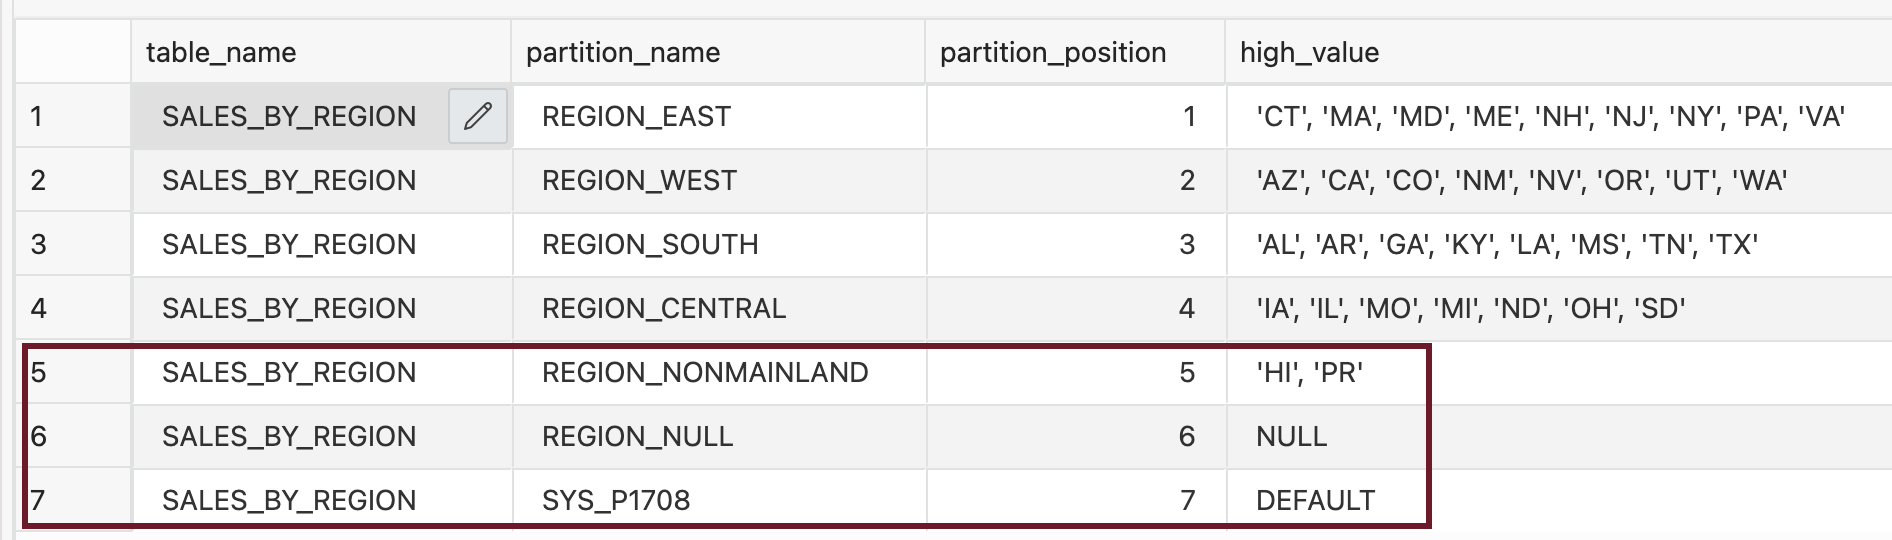 table_name partition_name partition_position high_value
1 SALES_BY_REGION REGION_EAST 1 'CT', 'MA', 'MD', 'ME', 'NH', 'NJ', 'NY', 'PA', 'VA'
2 SALES_BY_REGION REGION_WEST 2 'AZ', 'CA', 'CO', 'NM', 'NV', 'OR', 'UT', 'WA'
3 SALES_BY_REGION REGION_SOUTH 3 'AL', 'AR', 'GA', 'KY', 'LA', 'MS', 'TN', 'TX'
4 SALES_BY_REGION REGION_CENTRAL 4 'IA', 'IL', 'MO', 'MI', 'ND', 'OH', 'SD'
5 SALES_BY_REGION REGION_NONMAINLAND 5 'HI', 'PR'
6 SALES_BY_REGION REGION_NULL 6 NULL
7 SALES_BY_REGION SYS_P1708 7 DEFAULT